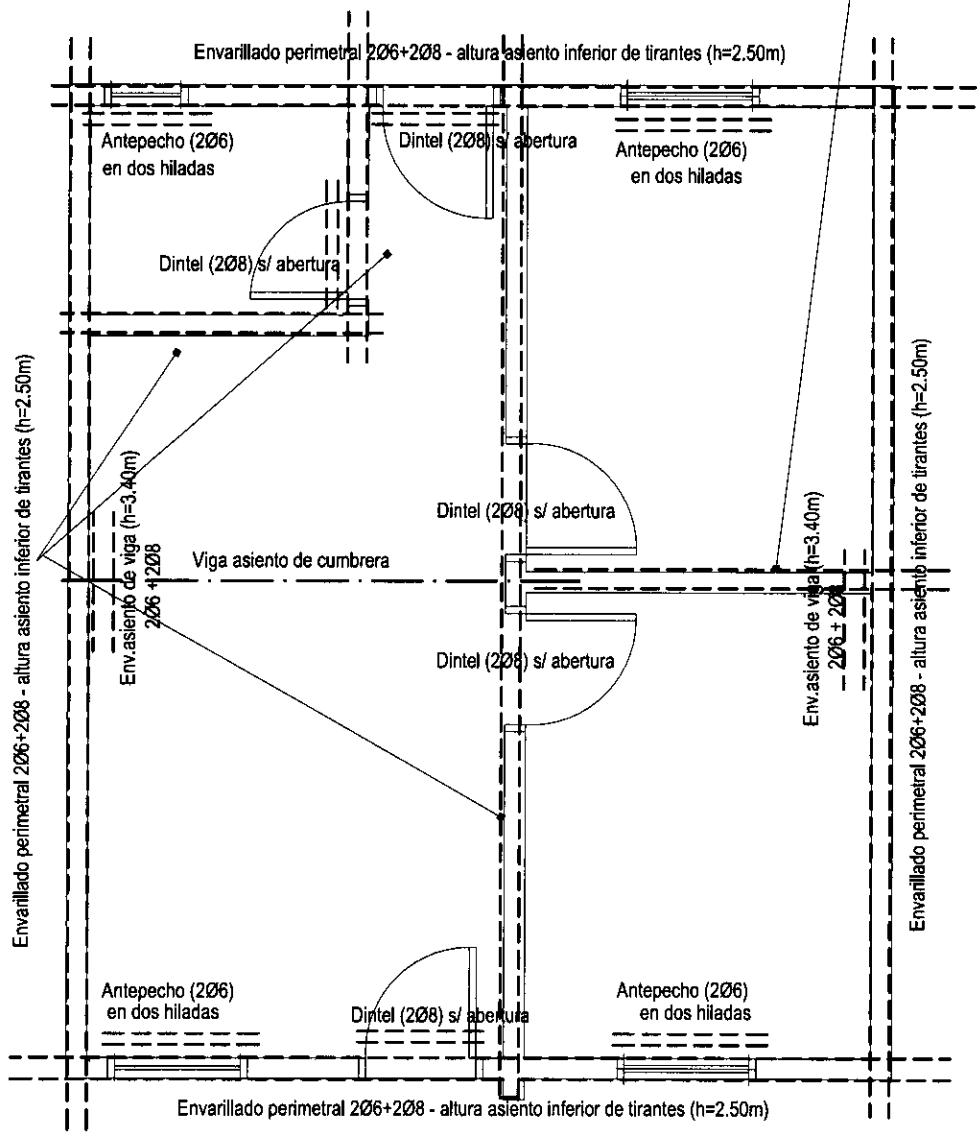 Envarillado perimetral 2Ø6+2Ø8 - altura asiento inferior de tirantes (h=2.50m)
Antepecho (2Ø6)
en dos hiladas
Dintel (2Ø8) s/ abertura
Antepecho (2Ø6)
en dos hiladas
Dintel (2Ø8) s/ abertura
Envarillado perimetral 2Ø6+2Ø8 - altura asiento inferior de tirantes (h=2.50m)
Env.asiento de viga (h=3.40m)
2Ø6 + 2Ø8
Viga asiento de cumbrera
Dintel (2Ø8) s/ abertura
Dintel (2Ø8) s/ abertura
Env.asiento de viga (h=3.40m)
2Ø6 + 2Ø8
Envarillado perimetral 2Ø6+2Ø8 - altura asiento inferior de tirantes (h=2.50m)
Antepecho (2Ø6)
en dos hiladas
Dintel (2Ø8) s/ abertura
Antepecho (2Ø6)
en dos hiladas
Envarillado perimetral 2Ø6+2Ø8 - altura asiento inferior de tirantes (h=2.50m)